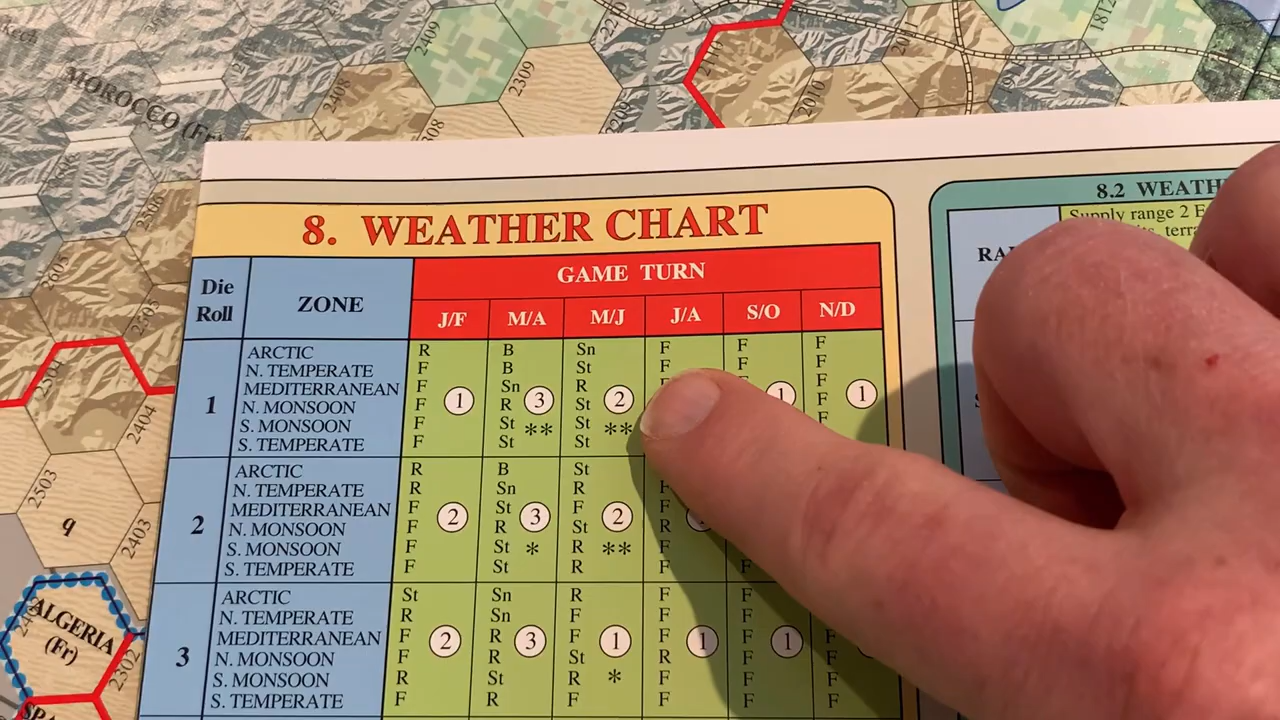 2409
2210
1812
MOROCCO (Fr)
2408
2309
2110
2010
2209
2506
2605
2505
2504
2404
2503
q
2403
ALGERIA
(Fr)
2302
8. WEATHER CHART
8.2 WEATH
Supply range 2 E
Die Roll ZONE GAME TURN
J/F M/A M/J J/A S/O N/D
1
ARCTIC R B Sn F F F
N. TEMPERATE F B St F F F
MEDITERRANEAN F Sn R F
N. MONSOON F R St F
S. MONSOON F St St F
S. TEMPERATE F St St
1 3 2 1 1
** **
2
ARCTIC R B St
N. TEMPERATE R Sn R F
MEDITERRANEAN F St F F
N. MONSOON F R St R
S. MONSOON F St R F
S. TEMPERATE F St R F F
2 3 2
* **
3
ARCTIC St Sn R F F
N. TEMPERATE R Sn F F F
MEDITERRANEAN F R F F F F
N. MONSOON F R St R F F
S. MONSOON R St R F F F
S. TEMPERATE F R F F F F
2 3 1 1 1
*